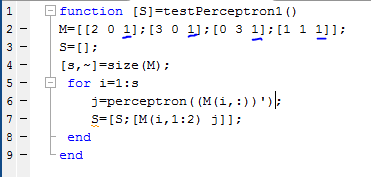 1 function [S]=testPerceptron1()
2 - M=[[2 0 1];[3 0 1];[0 3 1];[1 1 1]];
3 - S=[];
4 - [s,~]=size(M);
5 - for i=1:s
6 - j=perceptron((M(i,:))');
7 - S=[S;[M(i,1:2) j]];
8 - end
9 - end